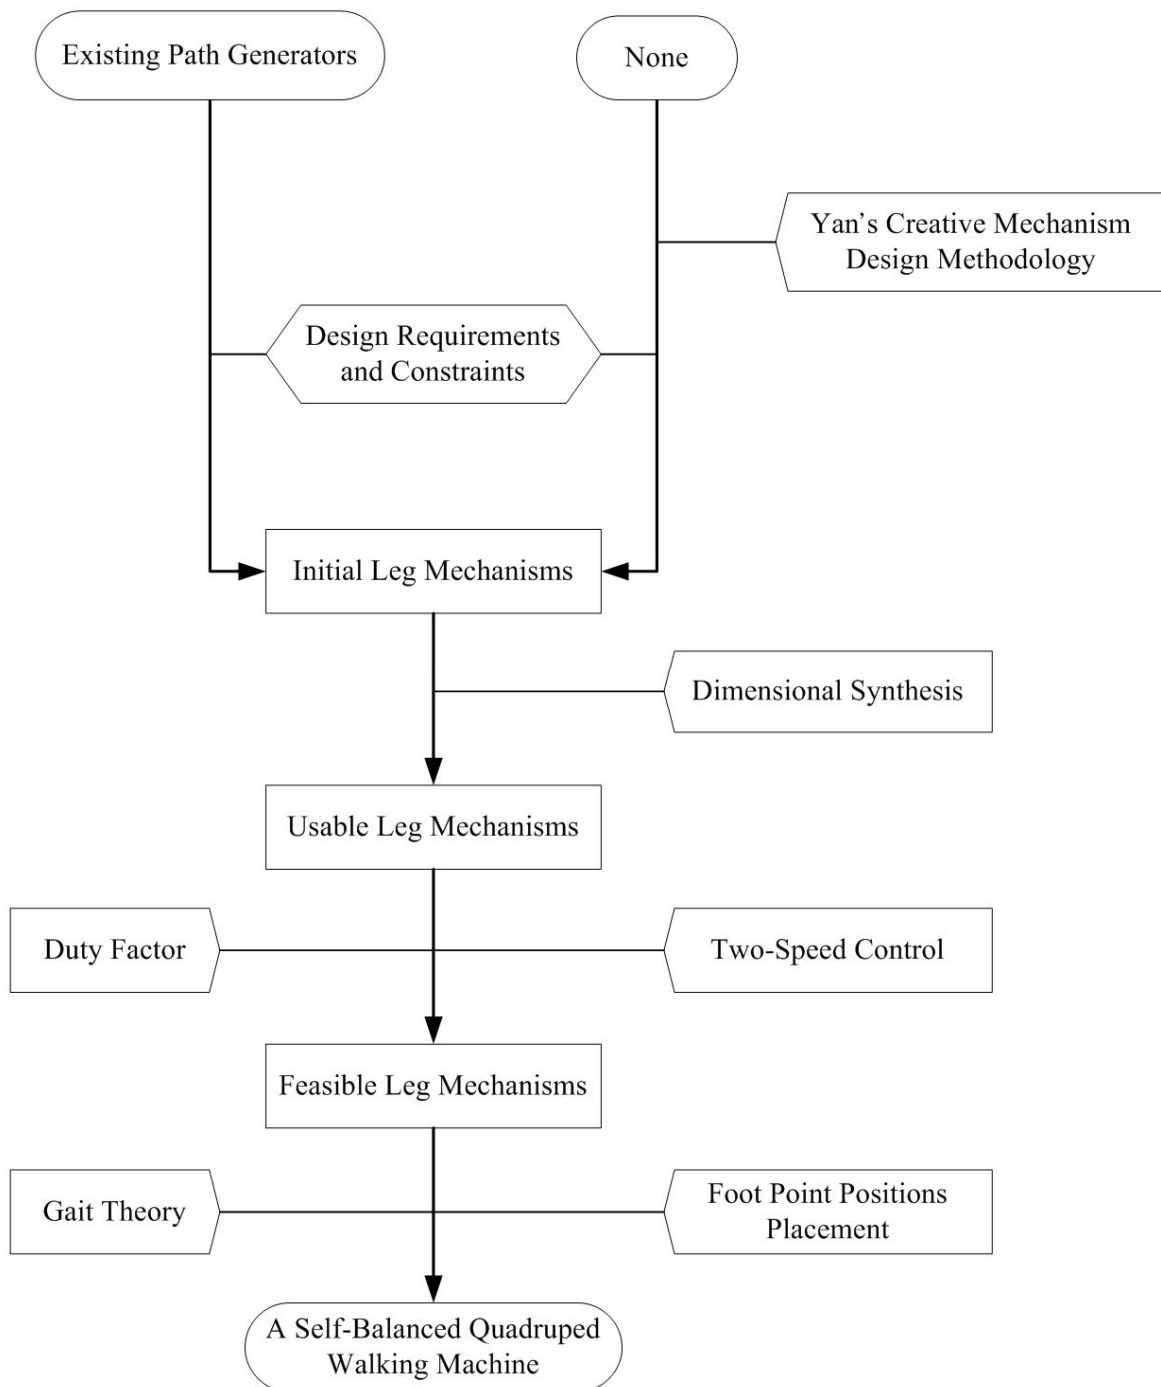 Existing Path Generators
None
Yan's Creative Mechanism
Design Methodology
Design Requirements
and Constraints
Initial Leg Mechanisms
Dimensional Synthesis
Usable Leg Mechanisms
Duty Factor
Two-Speed Control
Feasible Leg Mechanisms
Gait Theory
Foot Point Positions
Placement
A Self-Balanced Quadruped
Walking Machine